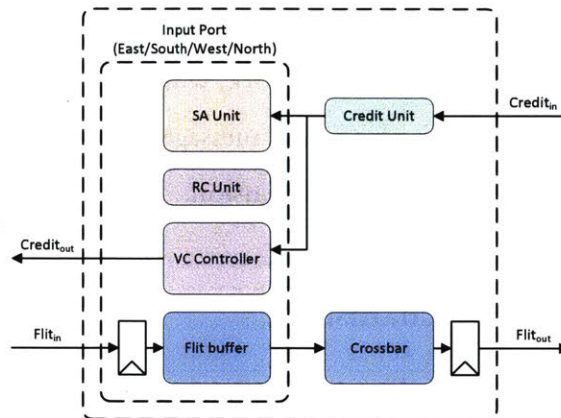 Input Port
(East/South/West/North)
SA Unit
Credit Unit
Credit_in
RC Unit
Credit_out
VC Controller
Flit_in
Flit buffer
Crossbar
Flit_out